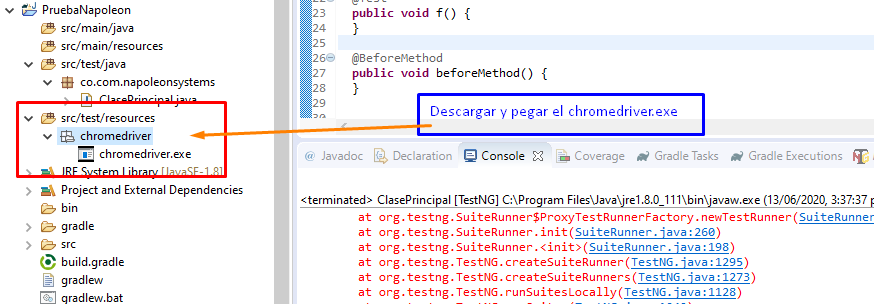 PruebaNapoleon
src/main/java
src/main/resources
src/test/java
co.com.napoleonsystems
ClasePrincipal.java
src/test/resources
chromedriver
chromedriver.exe
JRE System Library [JavaSE-1.8]
Project and External Dependencies
bin
gradle
src
build.gradle
gradlew
gradlew.bat
22
23 public void f() {
24 }
25
26 @BeforeMethod
27 public void beforeMethod() {
28 }
29
30
Descargar y pegar el chromedriver.exe
@ Javadoc Declaration Console Coverage Gradle Tasks Gradle Executions
<terminated> ClasePrincipal [TestNG] C:\Program Files\Java\jre1.8.0_111\bin\javaw.exe (13/06/2020, 3:37:37 p
at org.testng.SuiteRunner$ProxyTestRunnerFactory.newTestRunner(SuiteRunner
at org.testng.SuiteRunner.init(SuiteRunner.java:260)
at org.testng.SuiteRunner.<init>(SuiteRunner.java:198)
at org.testng.TestNG.createSuiteRunner(TestNG.java:1295)
at org.testng.TestNG.createSuiteRunners(TestNG.java:1273)
at org.testng.TestNG.runSuitesLocally(TestNG.java:1128)